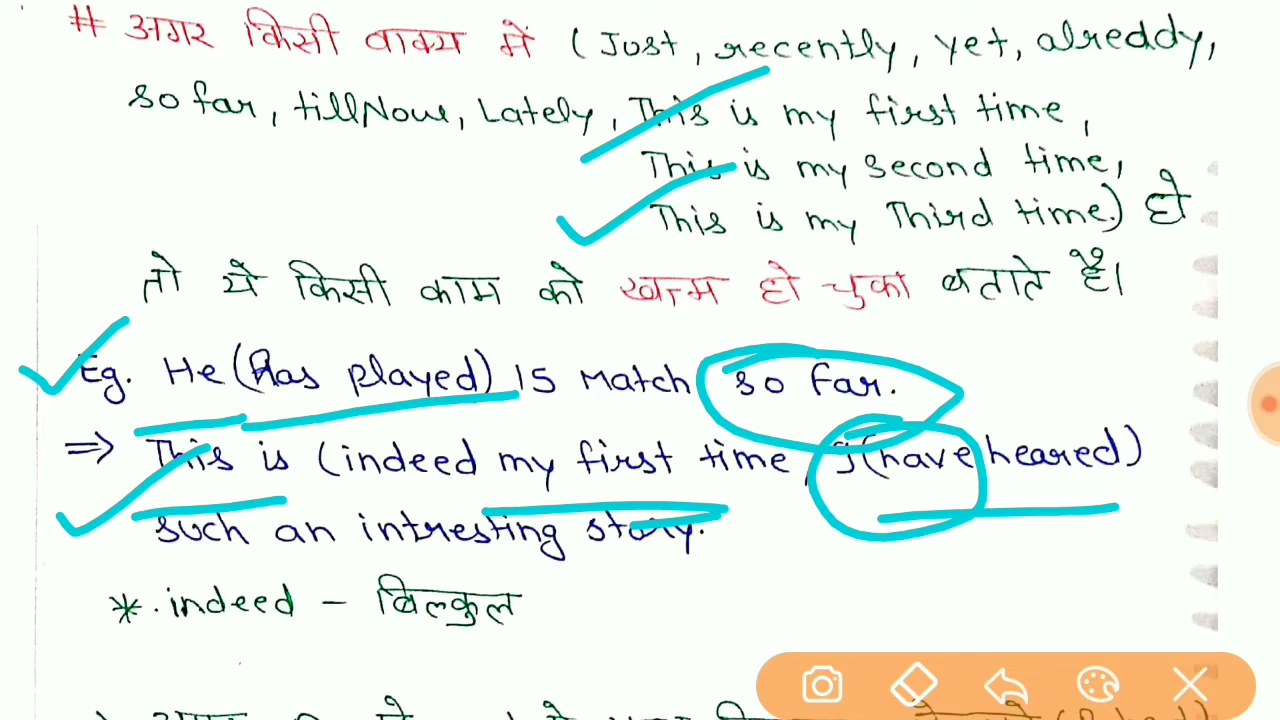 # अगर किसी वाक्य में (Just, recently, yet, alreddy,
so far, tillNow, Lately, This is my first time,
This is my second time,
This is my Third time.) हो
तो ये किसी काम को खत्म हो चुका बताते है।
Eg. He (has played) 15 Match so far.
⇒ This is (indeed my first time, I (have heared)
such an intresting story.
*. indeed - बिलकुल